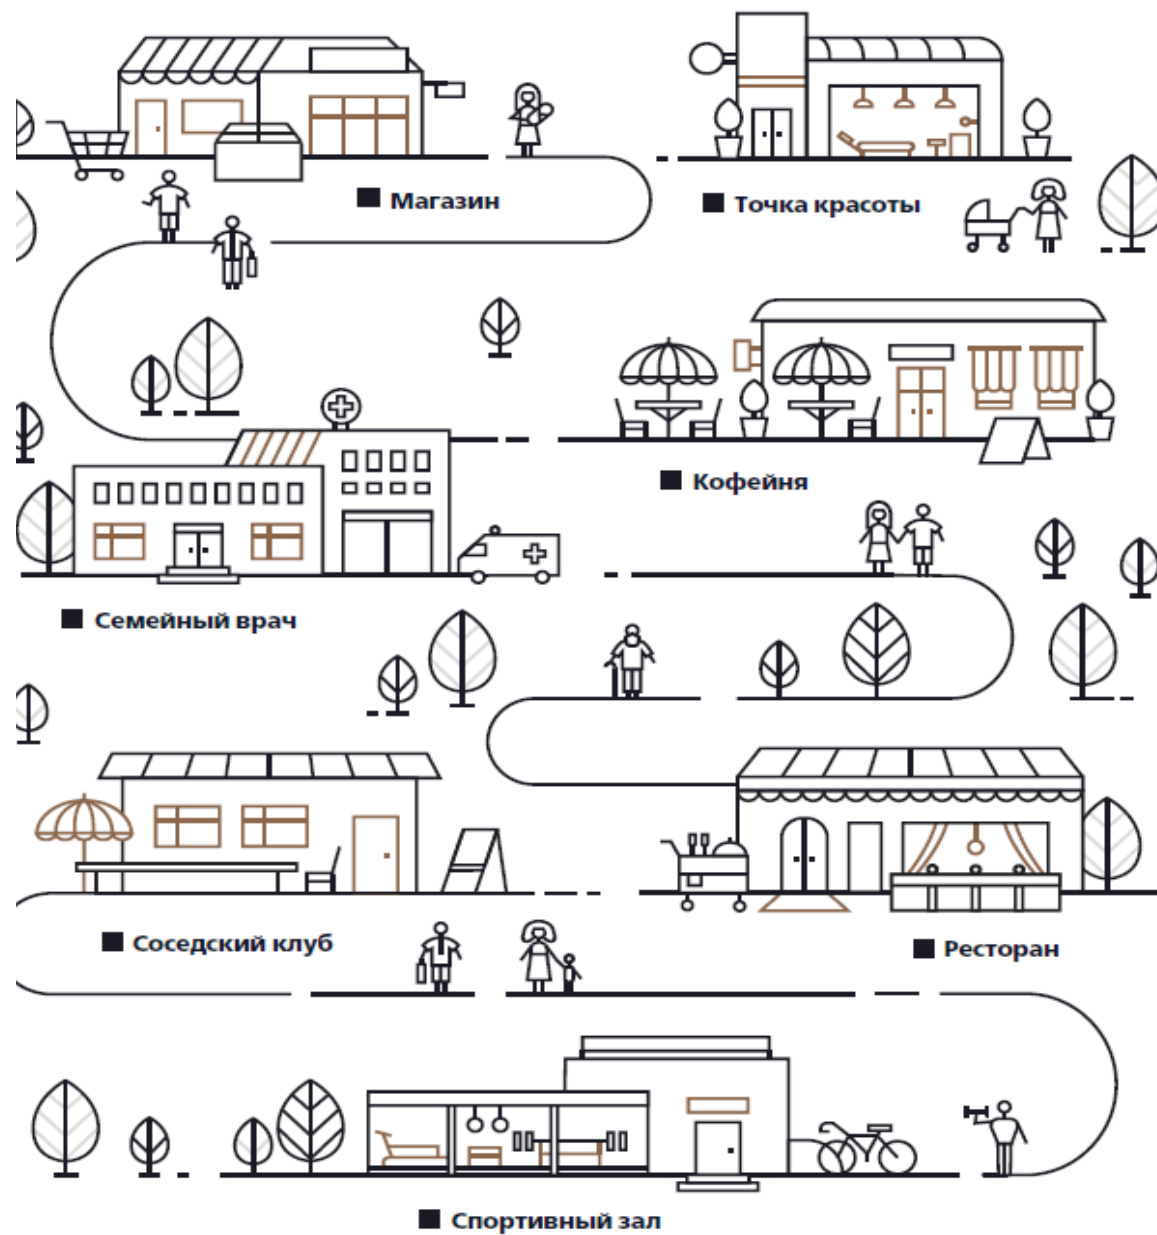 Магазин
Точка красоты
Кофейня
Семейный врач
Соседский клуб
Ресторан
Спортивный зал